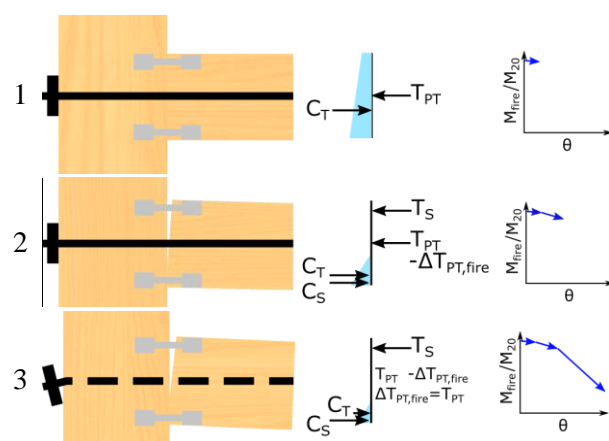 1
C_T
T_PT
M_fire/M_20
θ
2
T_S
T_PT
-ΔT_PT,fire
C_T
C_S
M_fire/M_20
θ
3
T_S
T_PT -ΔT_PT,fire
ΔT_PT,fire=T_PT
C_T
C_S
M_fire/M_20
θ